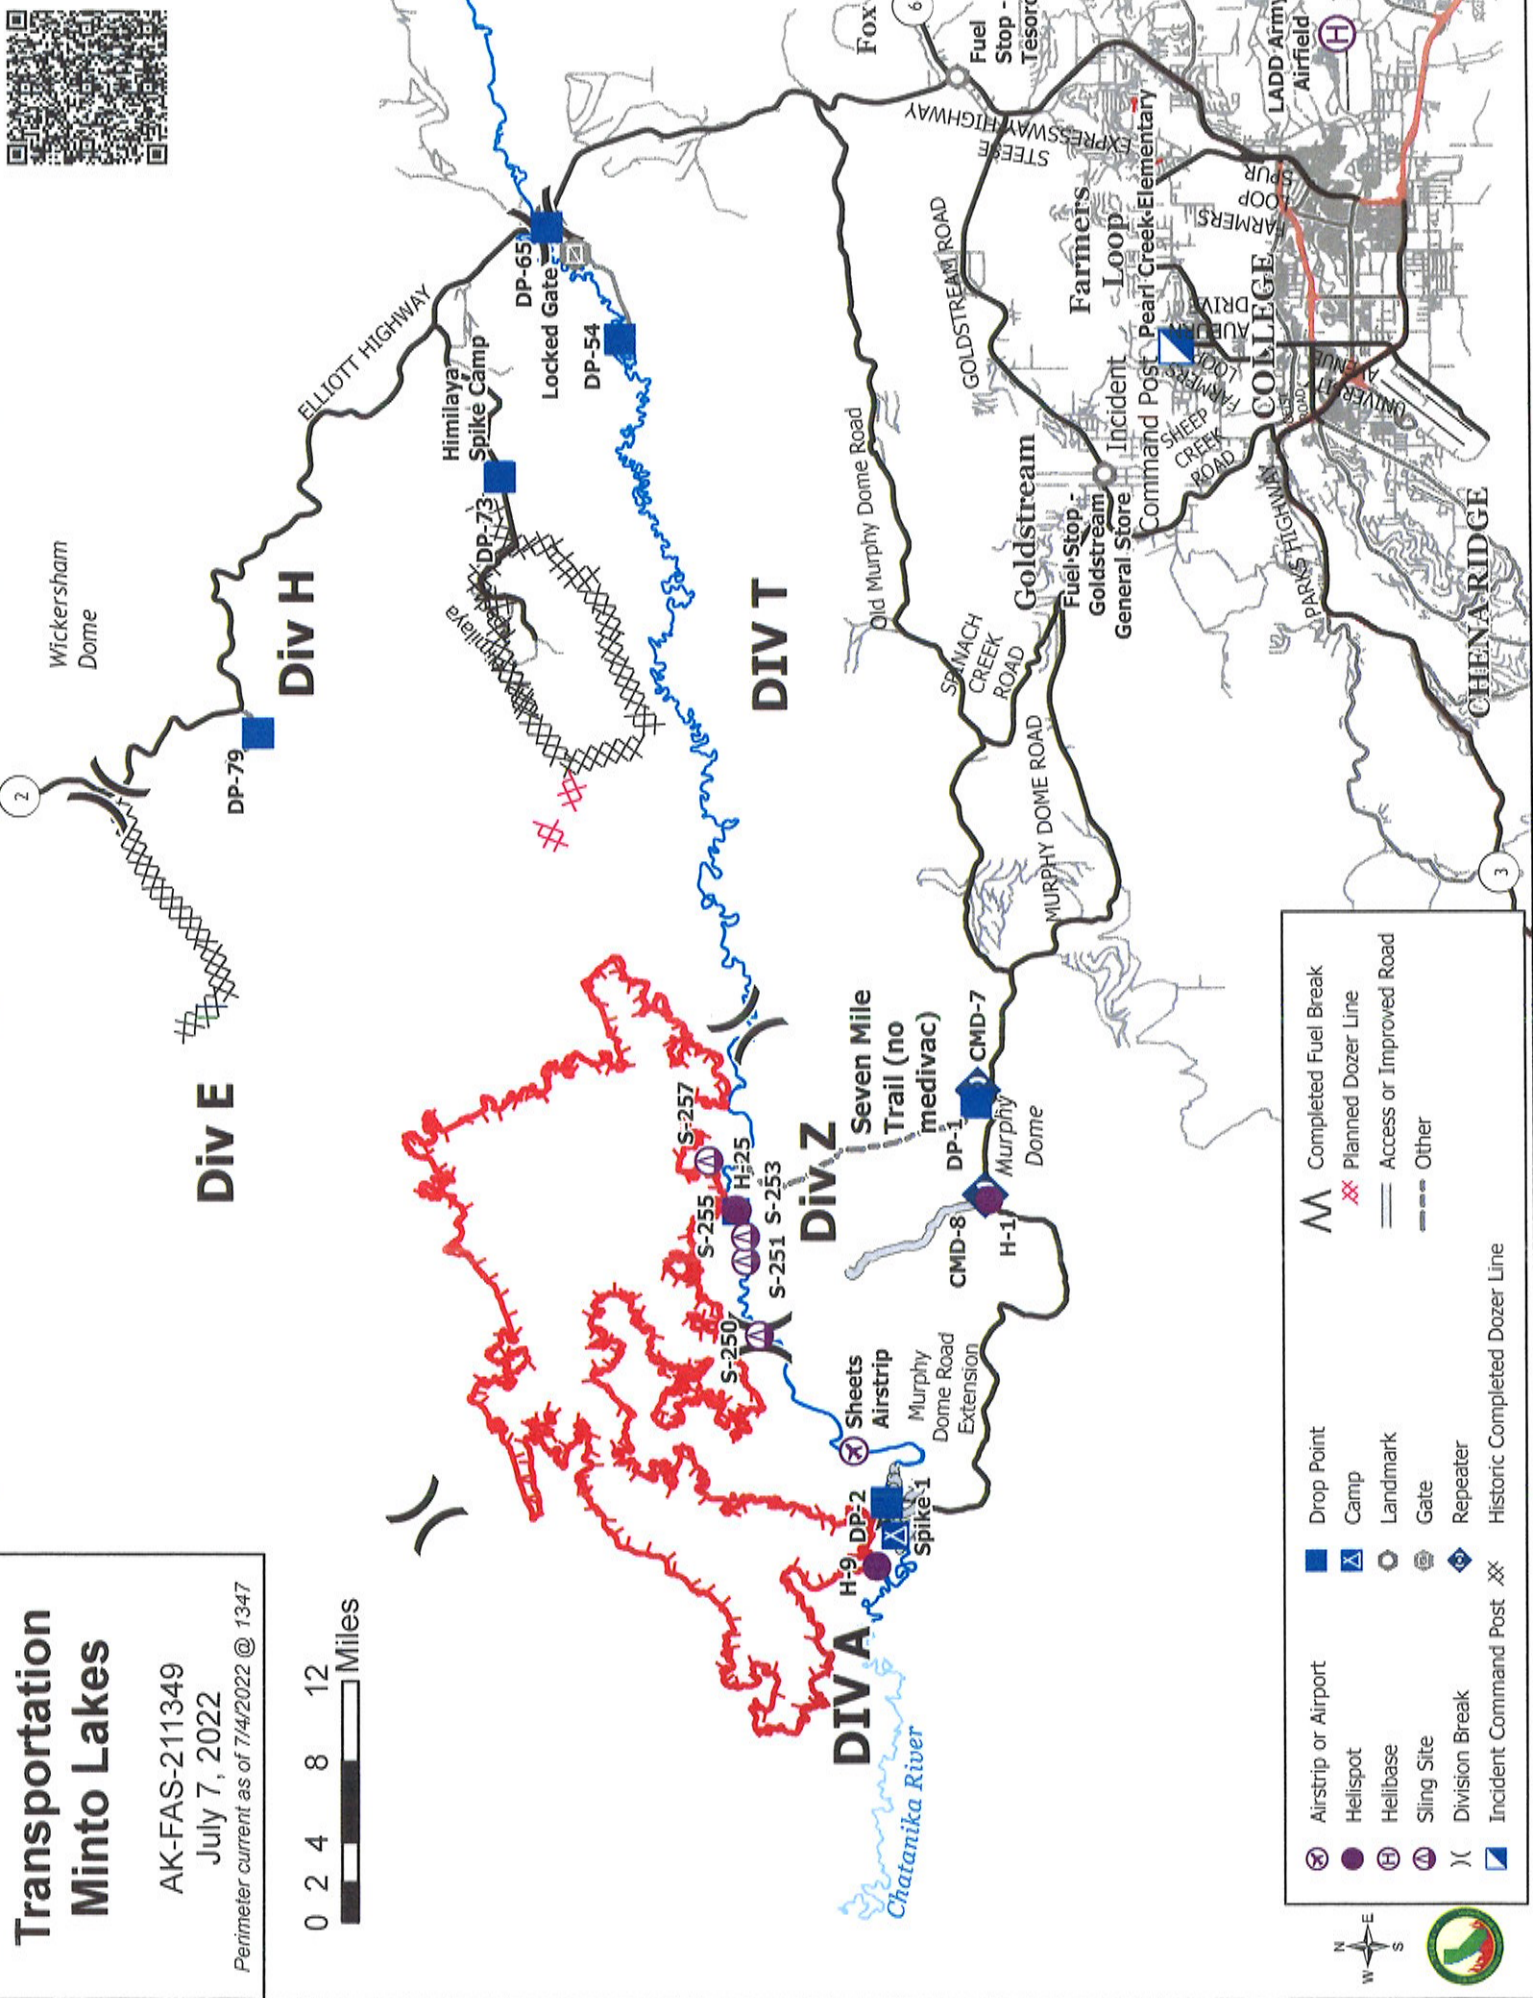 Transportation
Minto Lakes
AK-FAS-211349
July 7, 2022
Perimeter current as of 7/4/2022 @ 1347
0 2 4 8 12
Miles
Wickersham
Dome
2
DP-79
Div E
Div H
ELLIOTT HIGHWAY
Himilaya
Spike Camp
DP-73
Himilaya
Road
DP-65
Locked Gate
DP-54
DIV T
S-257
S-255
H-25
S-253
S-251
S-250
Div Z
Seven Mile
Trail (no
medivac)
Sheets
Airstrip
Murphy
Dome Road
Extension
H-9
DP-2
Spike 1
DIV A
Chatanika River
CMD-8
H-1
DP-1
CMD-7
Murphy
Dome
MURPHY DOME ROAD
SPINACH
CREEK
ROAD
Old Murphy Dome Road
Goldstream
Fuel Stop -
Goldstream
General Store
GOLDSTREAM ROAD
Fox
6
Fuel
Stop -
Tesoro
STEESE
EXPRESSWAY
HIGHWAY
Farmers
Loop
Incident
Command Post
Pearl Creek Elementary
FARMERS
LOOP
SPUR
AUBURN
DRIVE
FARMERS
LOOP
SHEEP
CREEK
ROAD
COLLEGE
UNIVERSITY
AVENUE
ROAD
LADD Army
Airfield
H
PARKS HIGHWAY
CHENA RIDGE
3
Airstrip or Airport
Helispot
Helibase
Sling Site
Division Break
Incident Command Post
Drop Point
Camp
Landmark
Gate
Repeater
Historic Completed Dozer Line
Completed Fuel Break
Planned Dozer Line
Access or Improved Road
Other
N
W E
S